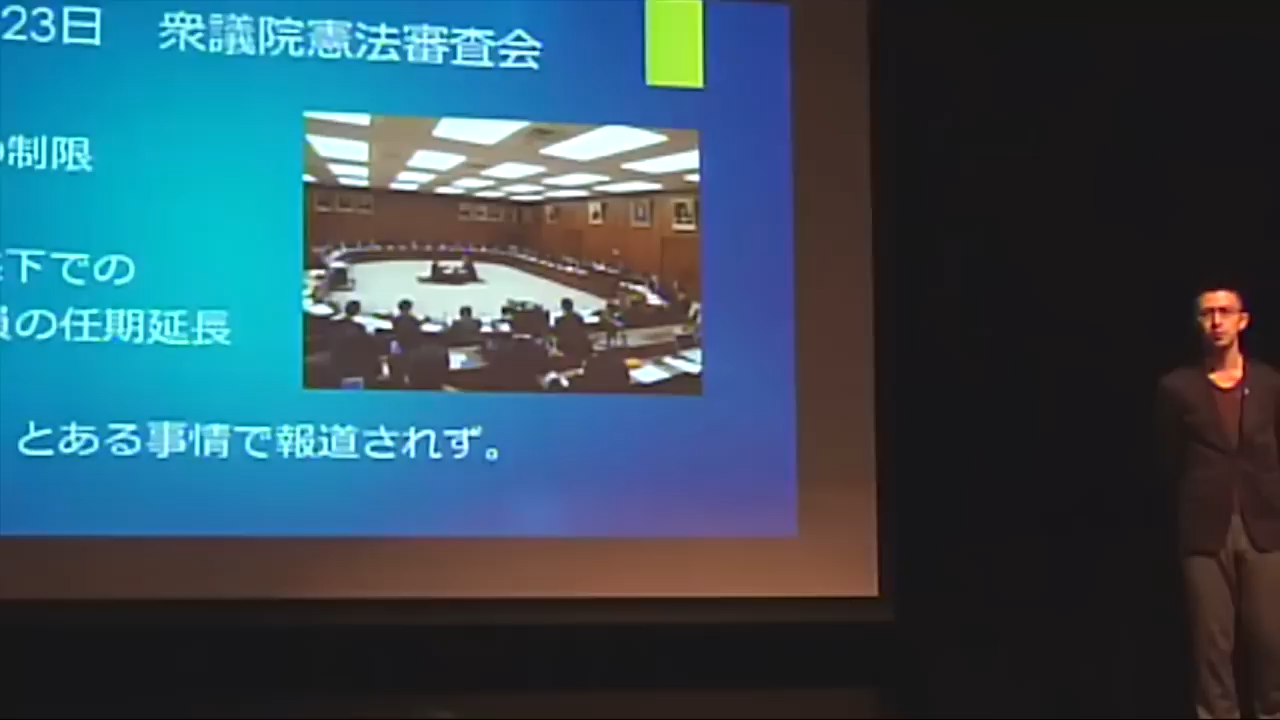 23日 衆議院憲法審査会
制限
下での
の任期延長
とある事情で報道されず。